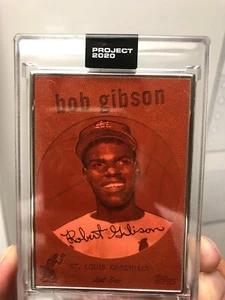 PROJECT
2020
bob gibson
Robert Gibson
ST. LOUIS CARDINALS